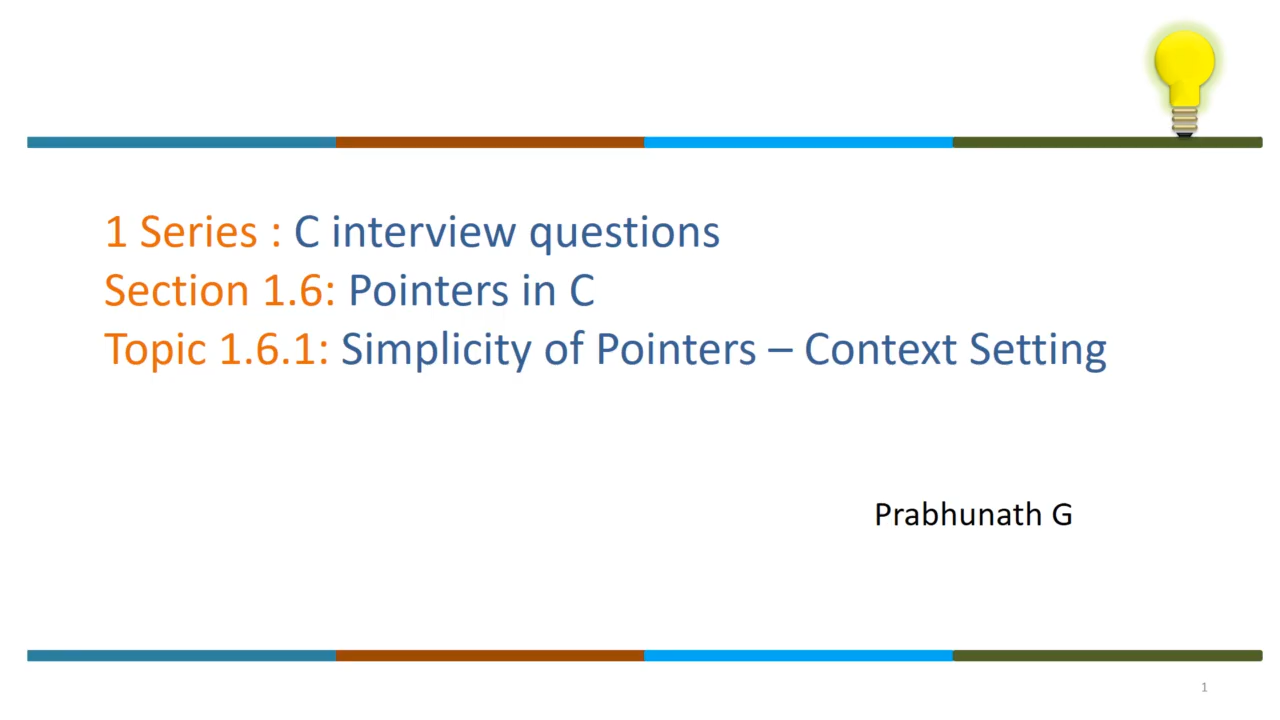 1 Series : C interview questions
Section 1.6: Pointers in C
Topic 1.6.1: Simplicity of Pointers – Context Setting
Prabhunath G
1